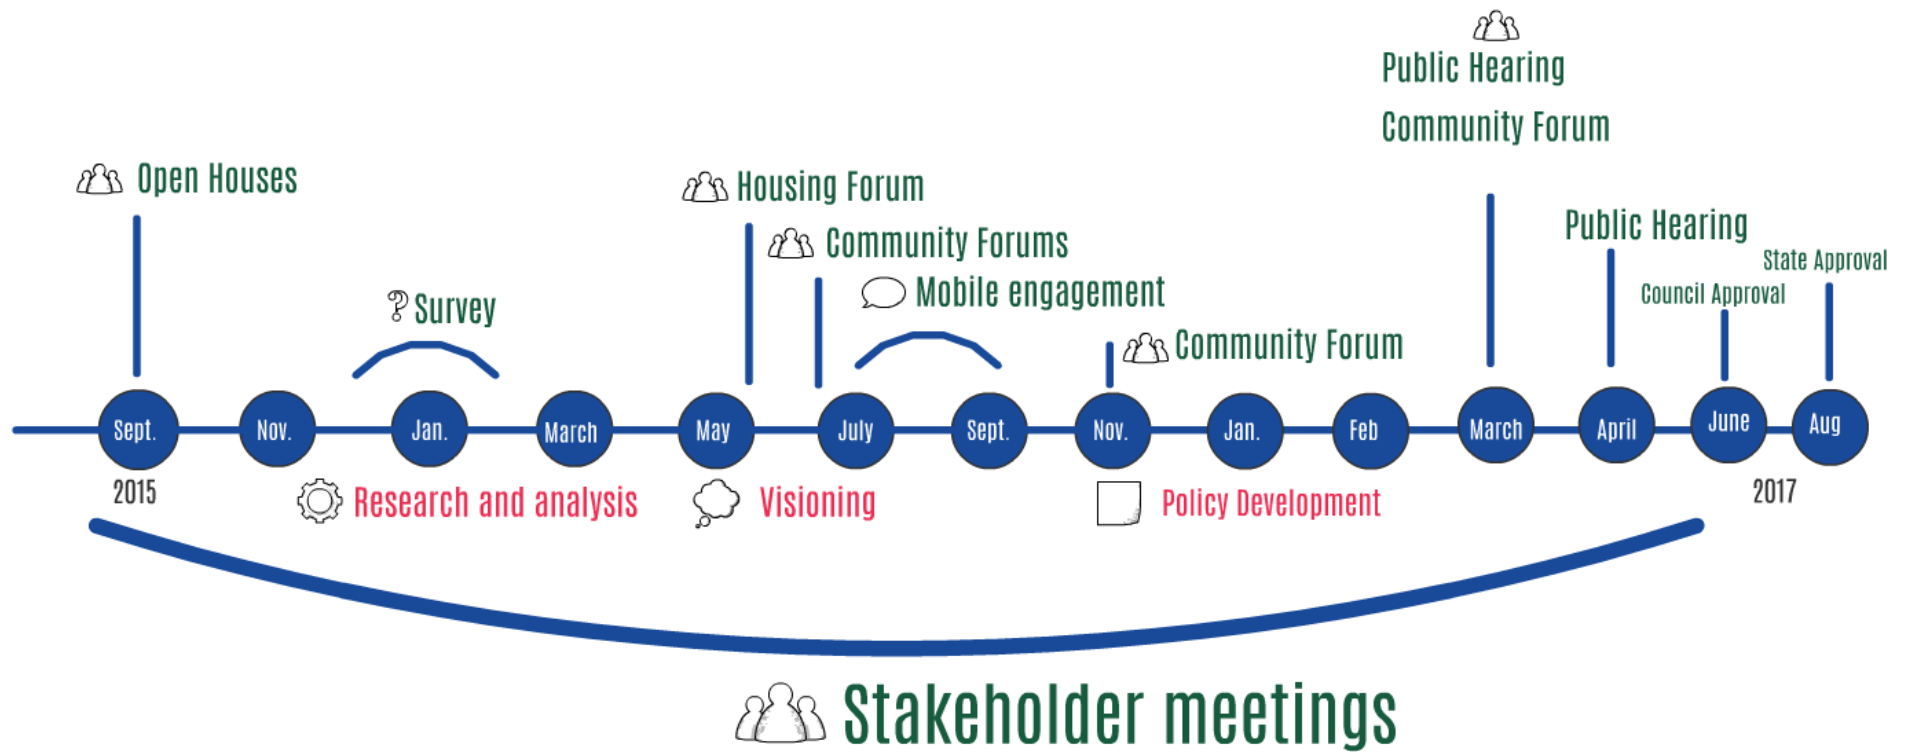 Public Hearing
Community Forum
Open Houses
Housing Forum
Community Forums
Public Hearing
State Approval
Mobile engagement
Council Approval
Survey
Community Forum
Sept.
Nov.
Jan.
March
May
July
Sept.
Nov.
Jan.
Feb
March
April
June
Aug
2015
Research and analysis
Visioning
Policy Development
2017
Stakeholder meetings